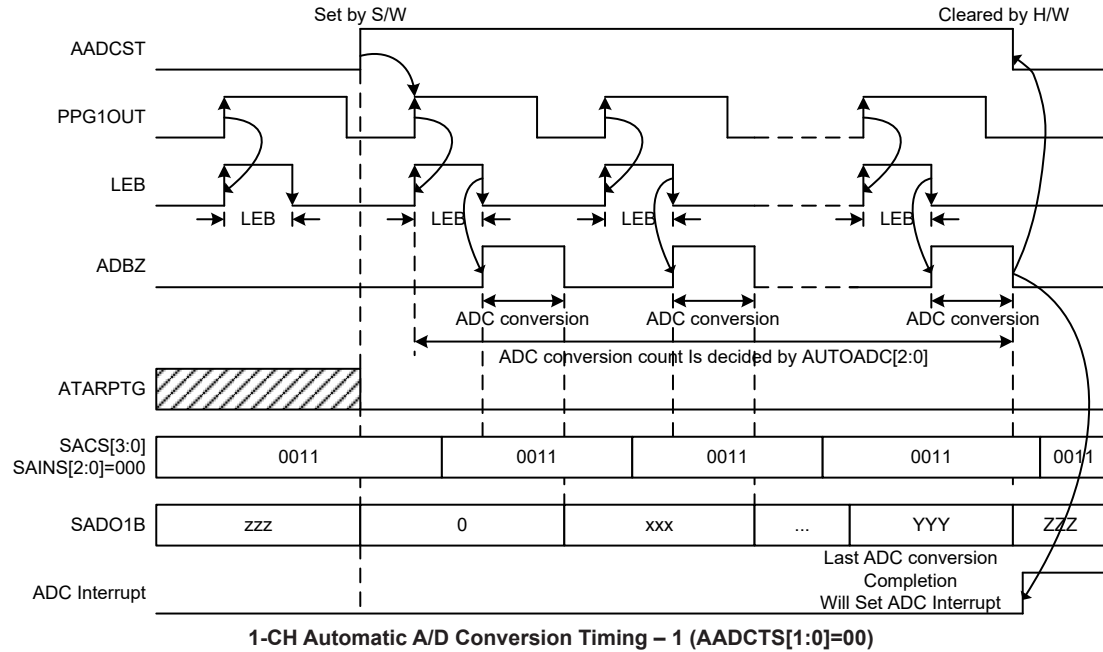 Set by S/W
Cleared by H/W
AADCST
PPG1OUT
LEB
LEB
LEB
LEB
LEB
ADBZ
ADC conversion
ADC conversion
ADC conversion
ADC conversion count Is decided by AUTOADC[2:0]
ATARPTG
SACS[3:0]
SAINS[2:0]=000
0011
0011
0011
0011
0011
SADO1B
zzz
0
xxx
...
YYY
ZZZ
Last ADC conversion
Completion
Will Set ADC Interrupt
ADC Interrupt
1-CH Automatic A/D Conversion Timing – 1 (AADCTS[1:0]=00)